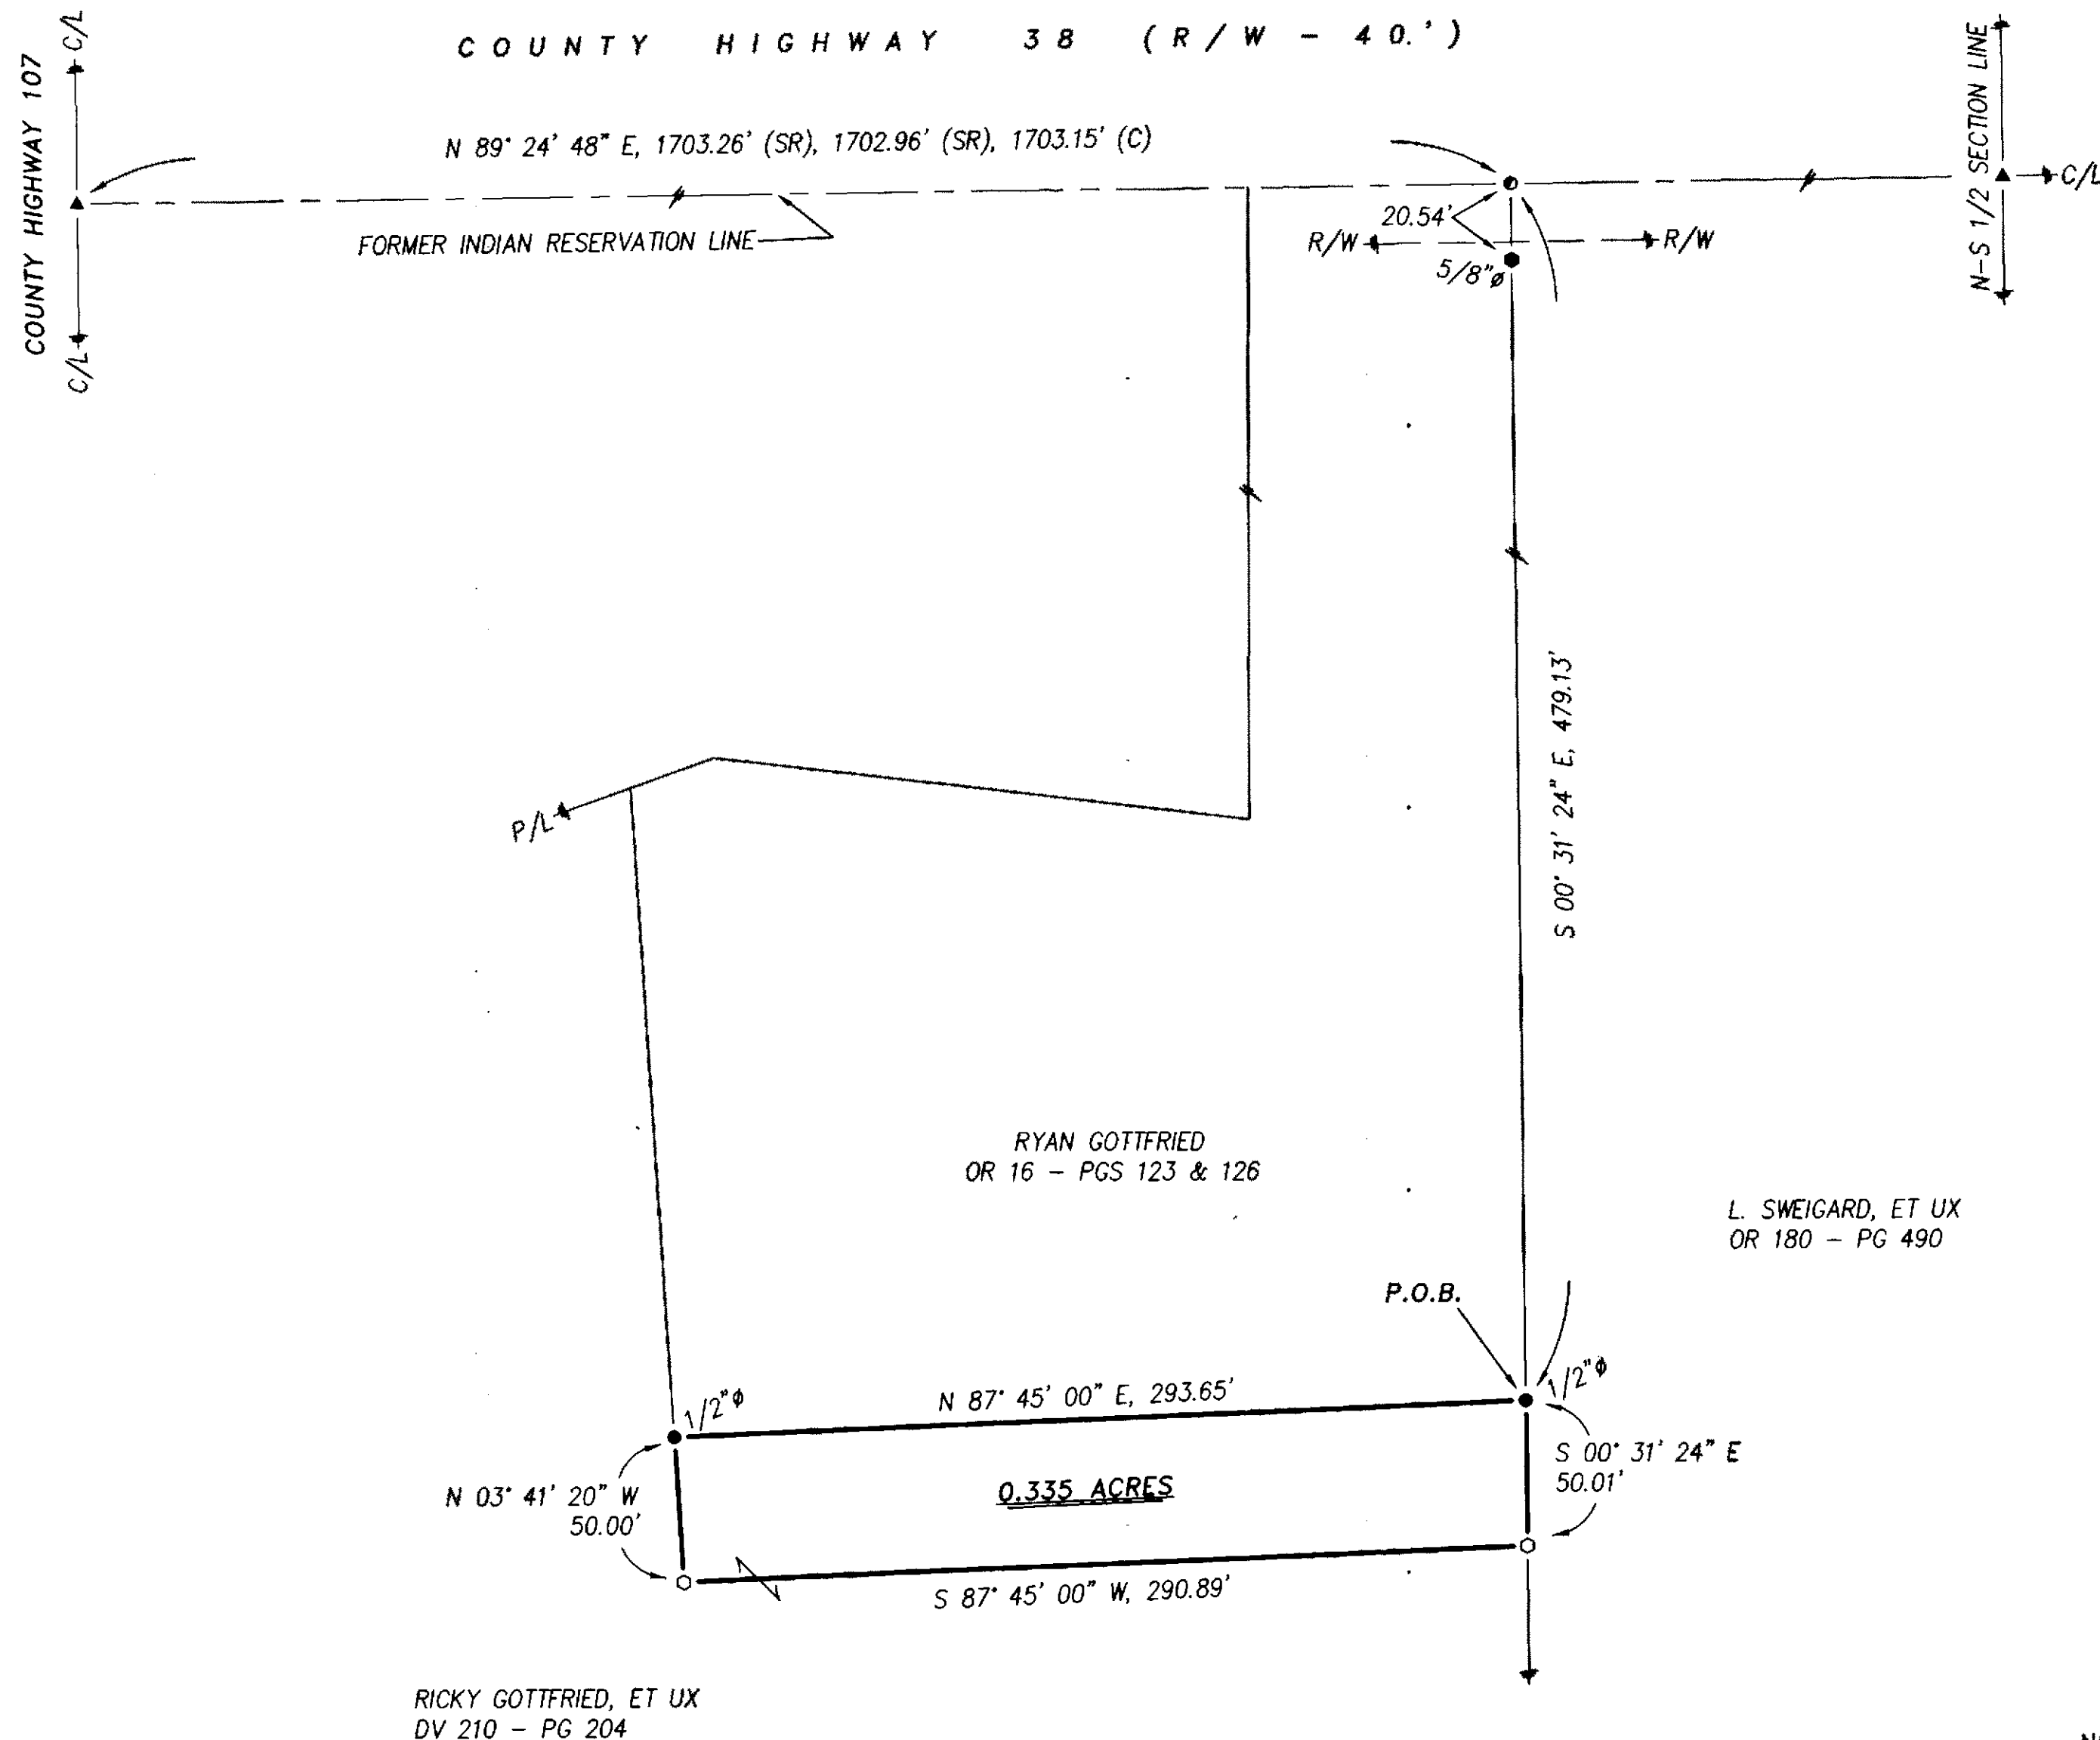 COUNTY HIGHWAY 38 (R/W - 40.')
COUNTY HIGHWAY 107
C/L
C/L
N 89° 24' 48" E, 1703.26' (SR), 1702.96' (SR), 1703.15' (C)
N-S 1/2 SECTION LINE
C/L
FORMER INDIAN RESERVATION LINE
20.54'
R/W
R/W
5/8"ø
S 00° 31' 24" E, 479.13'
P/L
RYAN GOTTFRIED
OR 16 - PGS 123 & 126
L. SWEIGARD, ET UX
OR 180 - PG 490
P.O.B.
1/2"ø
1/2"ø
N 87° 45' 00" E, 293.65'
N 03° 41' 20" W
50.00'
0.335 ACRES
S 00° 31' 24" E
50.01'
S 87° 45' 00" W, 290.89'
RICKY GOTTFRIED, ET UX
DV 210 - PG 204